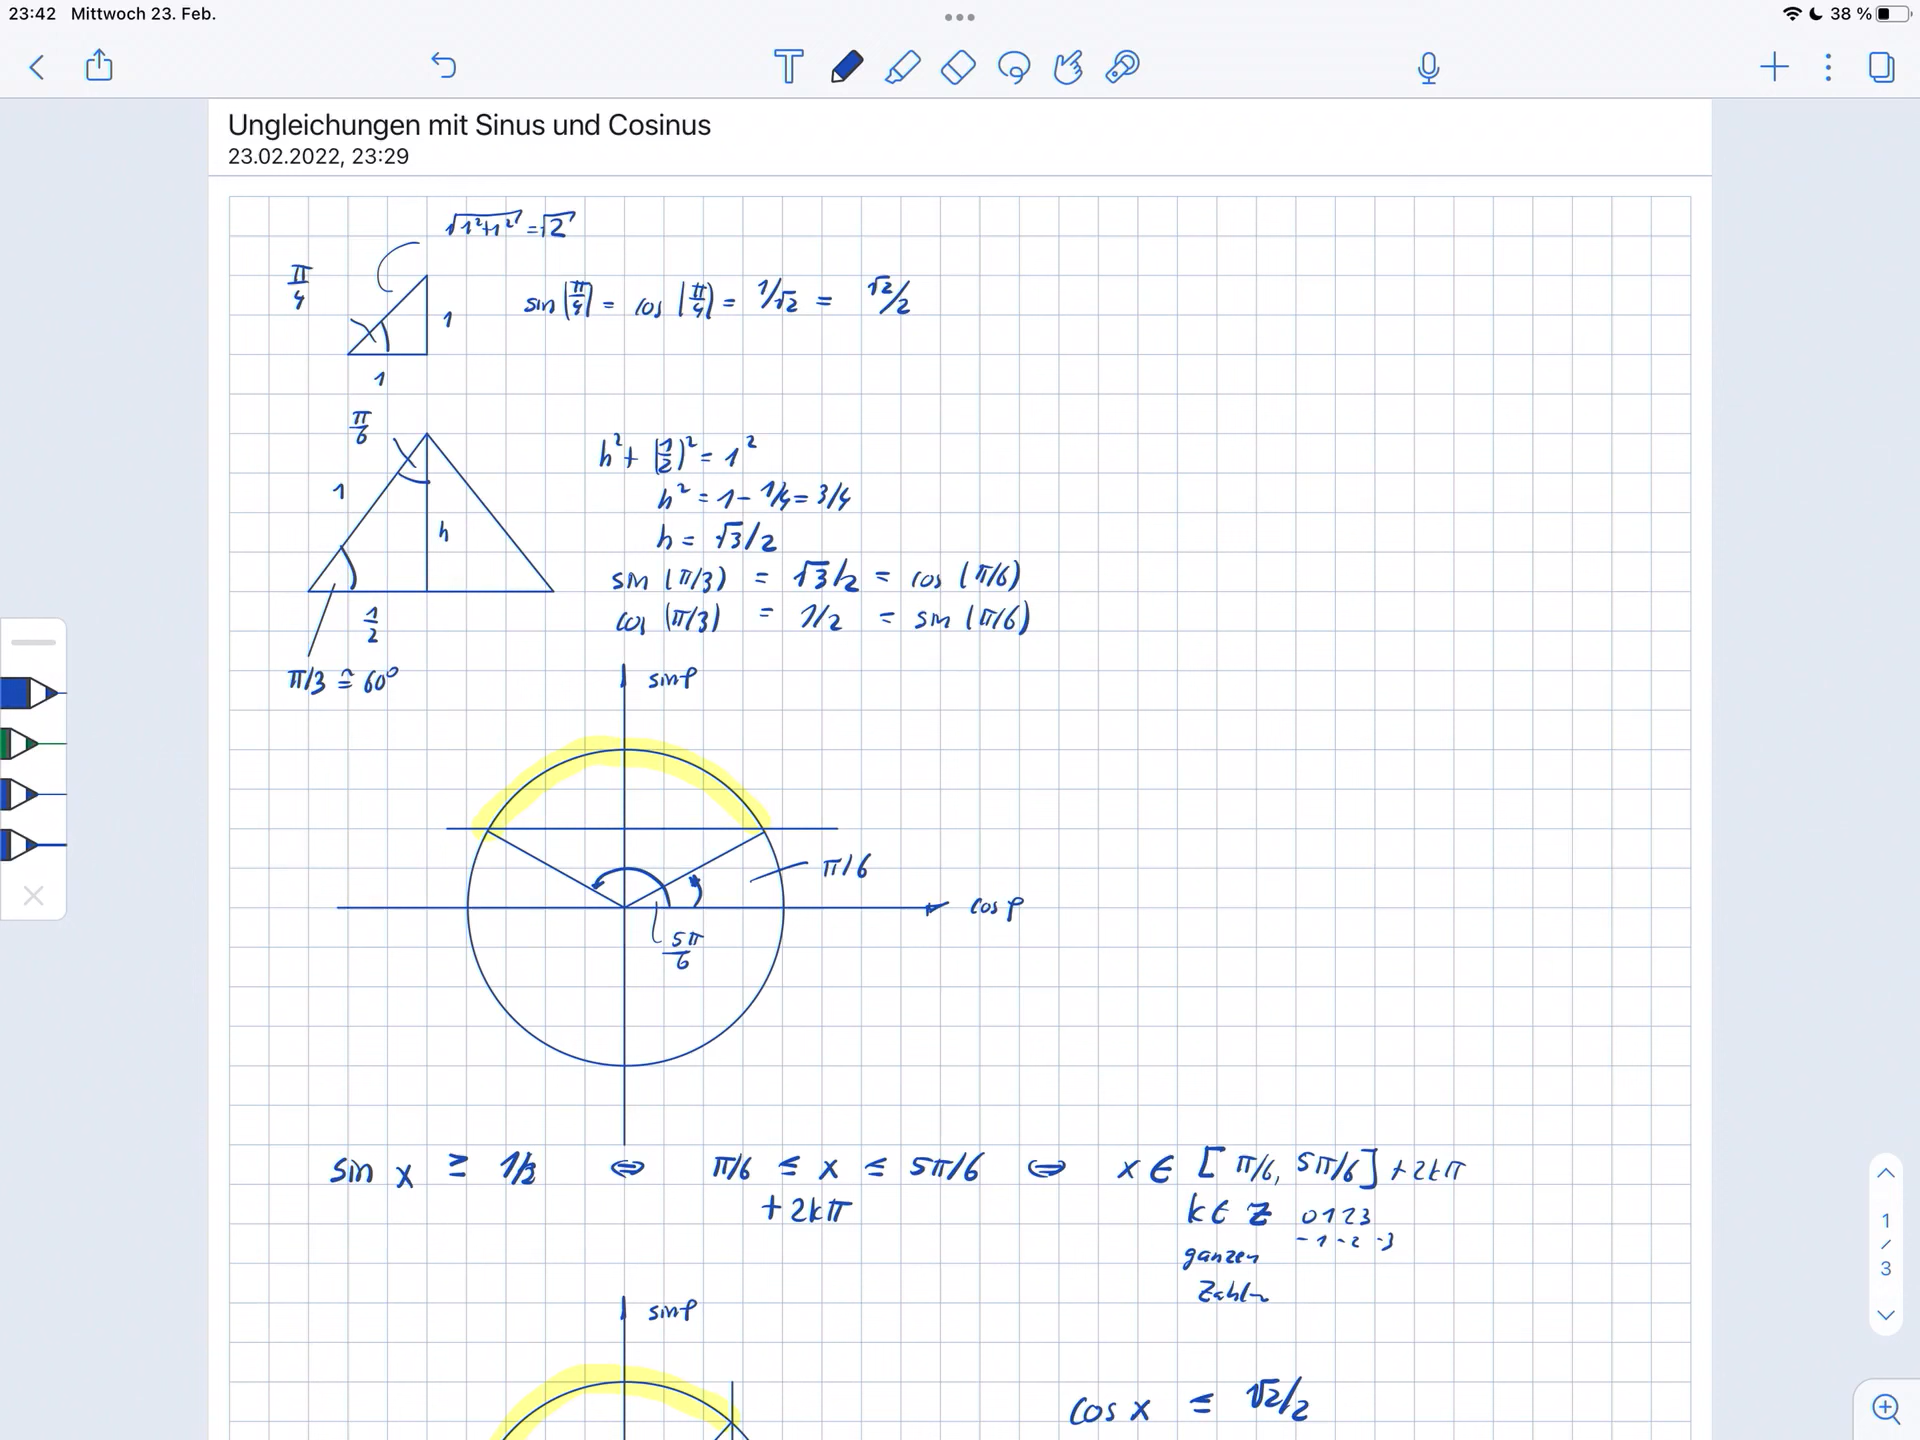 23:42 Mittwoch 23. Feb.
38 %
Ungleichungen mit Sinus und Cosinus
23.02.2022, 23:29
√(1²+1²) = √2
π/4
1
sin(π/4) = cos(π/4) = 1/√2 = √2/2
1
π/6
h² + (1/2)² = 1²
1
h² = 1 - 1/4 = 3/4
h
h = √3/2
sin (π/3) = √3/2 = cos (π/6)
1/2
cos (π/3) = 1/2 = sin (π/6)
π/3 ≙ 60°
sin φ
π/6
cos φ
5π/6
sin x ≥ 1/2 ⇔ π/6 ≤ x ≤ 5π/6 ⇔ x ∈ [π/6, 5π/6] + 2kπ
+ 2kπ
k ∈ Z 0 1 2 3
-1 -2 -3
ganzen
Zahlen
sin φ
cos x ≤ √2/2
1
/
3